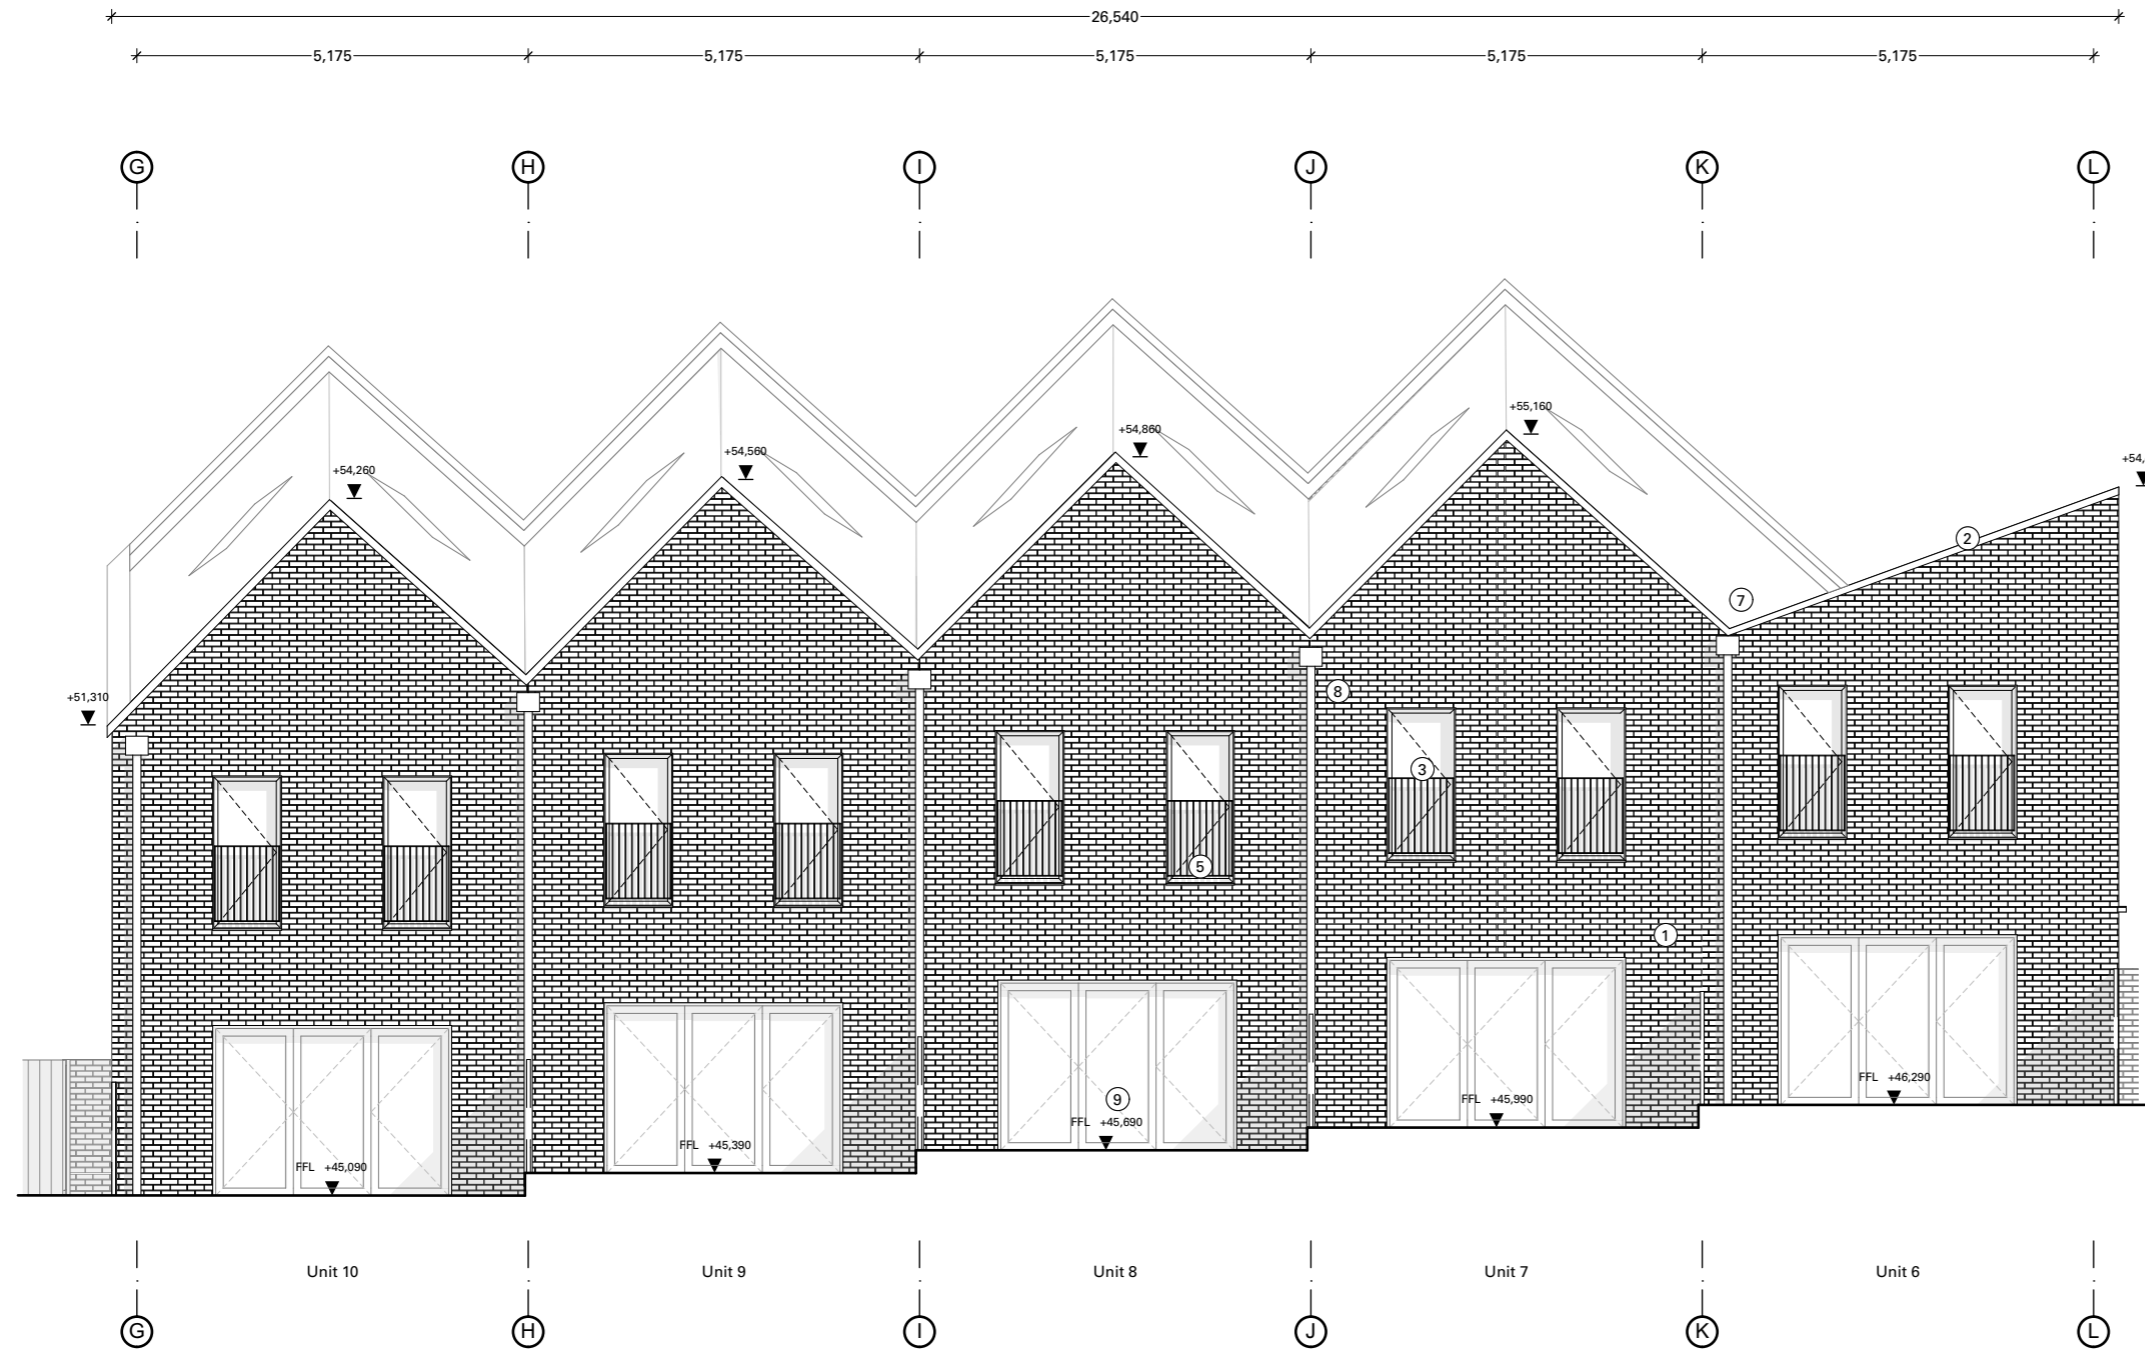 26,540
5,175 5,175 5,175 5,175 5,175
G H I J K L
+55,160
+54,860
+54,560
+54,260
+54,
2
7
+51,310
8
3
5
1
9
FFL +46,290
FFL +45,990
FFL +45,690
FFL +45,390
FFL +45,090
Unit 10 Unit 9 Unit 8 Unit 7 Unit 6
G H I J K L